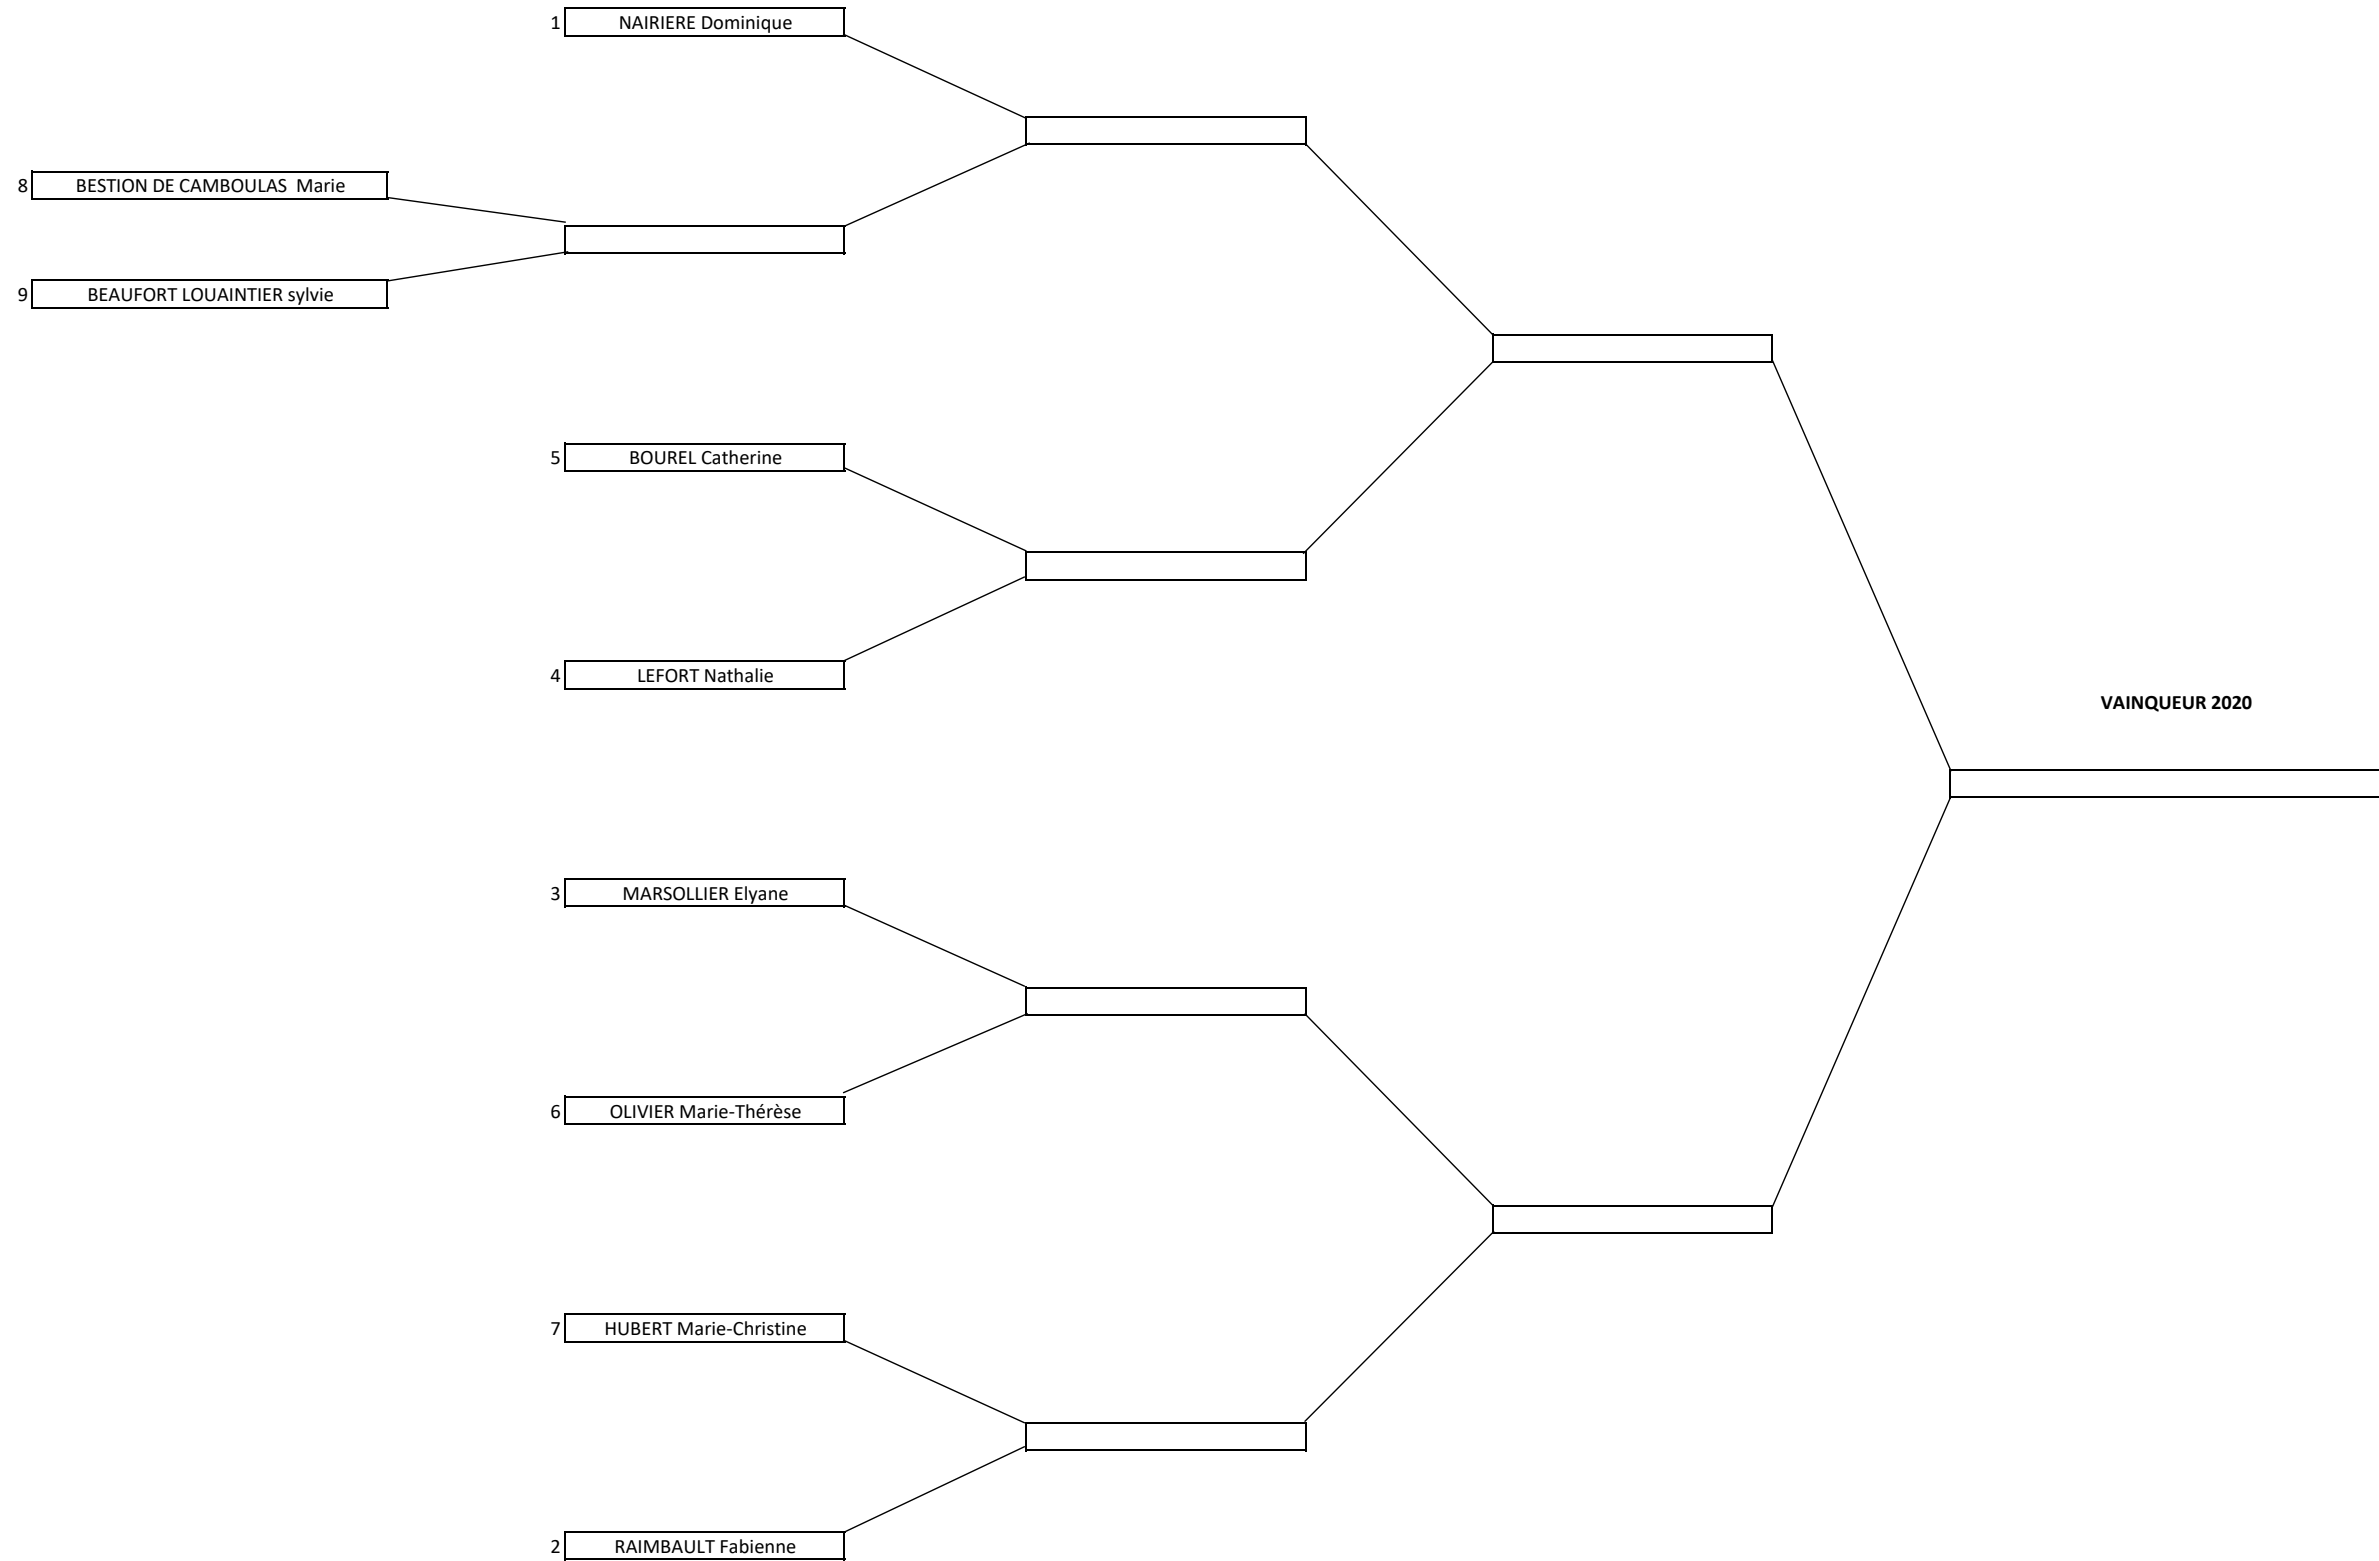 1 NAIRIERE Dominique
8 BESTION DE CAMBOULAS  Marie
9 BEAUFORT LOUAINTIER sylvie
5 BOUREL Catherine
4 LEFORT Nathalie
VAINQUEUR 2020
3 MARSOLLIER Elyane
6 OLIVIER Marie-Thérèse
7 HUBERT Marie-Christine
2 RAIMBAULT Fabienne